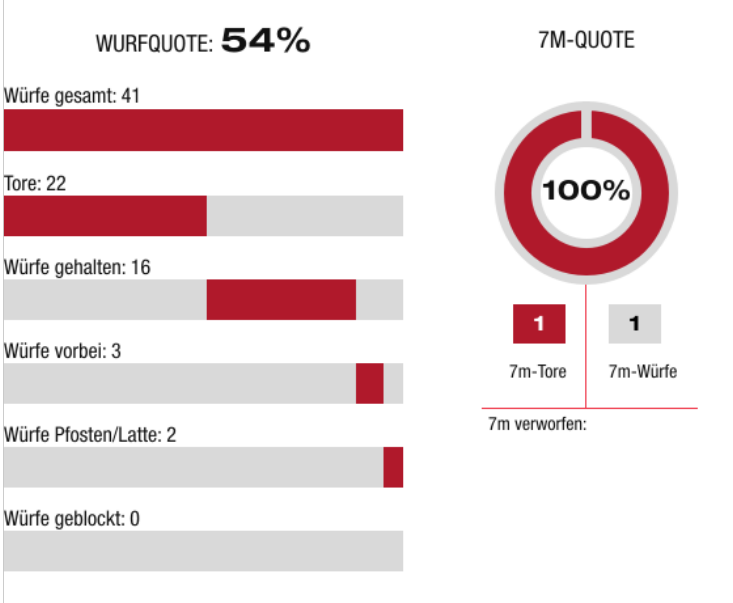 WURFQUOTE: 54%
Würfe gesamt: 41
Tore: 22
Würfe gehalten: 16
Würfe vorbei: 3
Würfe Pfosten/Latte: 2
Würfe geblockt: 0
7M-QUOTE
100%
1 1
7m-Tore 7m-Würfe
7m verworfen: